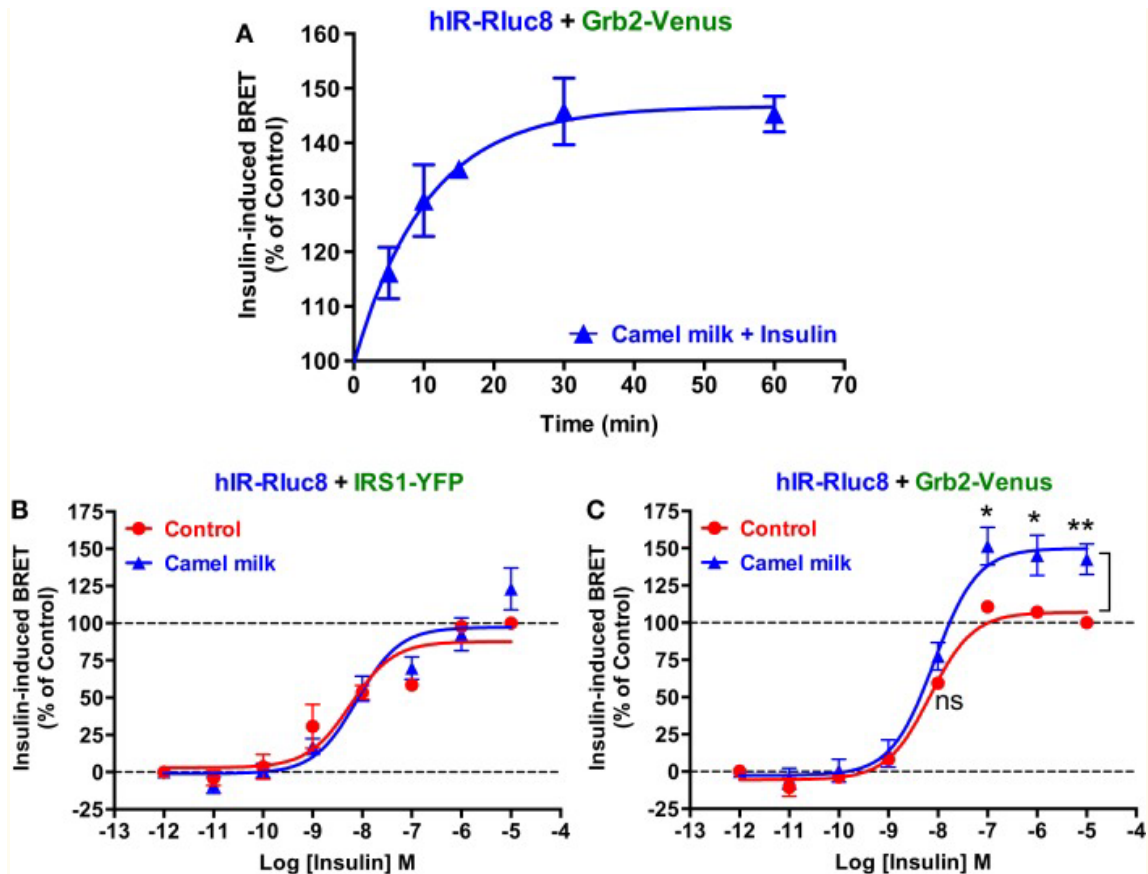 A
hIR-Rluc8 + Grb2-Venus
Insulin-induced BRET
(% of Control)
160
150
140
130
120
110
100
Camel milk + Insulin
0 10 20 30 40 50 60 70
Time (min)
B
hIR-Rluc8 + IRS1-YFP
Insulin-induced BRET
(% of Control)
175
150
125
100
75
50
25
0
-25
Control
Camel milk
-13 -12 -11 -10 -9 -8 -7 -6 -5 -4
Log [Insulin] M
C
hIR-Rluc8 + Grb2-Venus
Insulin-induced BRET
(% of Control)
175
150
125
100
75
50
25
0
-25
Control
Camel milk
* * **
ns
-13 -12 -11 -10 -9 -8 -7 -6 -5 -4
Log [Insulin] M